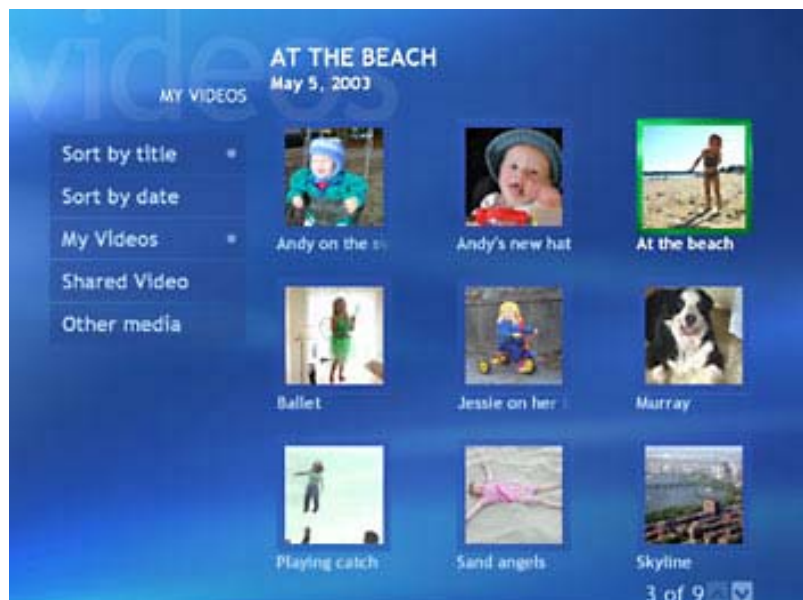 videos
AT THE BEACH
May 5, 2003
MY VIDEOS
Sort by title
Sort by date
My Videos
Shared Video
Other media
Andy on the
Andy's new hat
At the beach
Ballet
Jessie on her
Murray
Playing catch
Sand angels
Skyline
3 of 9